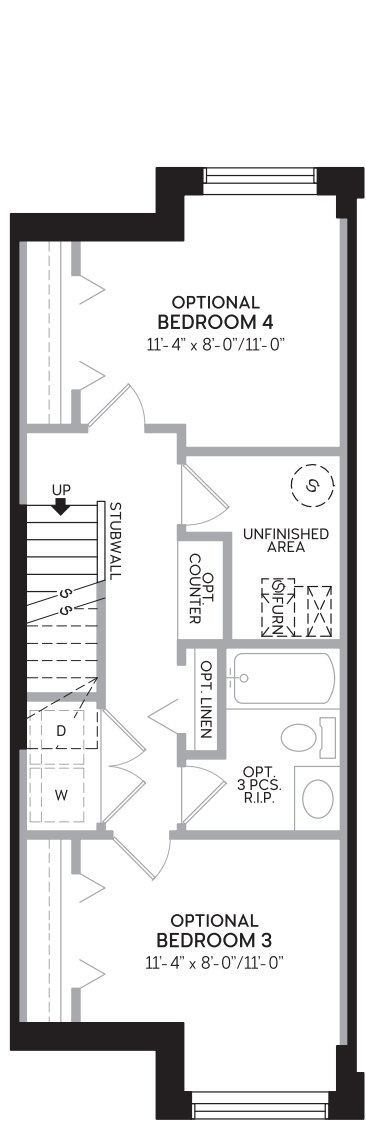 OPTIONAL
BEDROOM 4
11'-4" x 8'-0"/11'-0"
UP
STUBWALL
S
UNFINISHED
AREA
OPT.
COUNTER
S
S
S
FURN
OPT. LINEN
D
W
OPT.
3 PCS.
R.I.P.
OPTIONAL
BEDROOM 3
11'-4" x 8'-0"/11'-0"